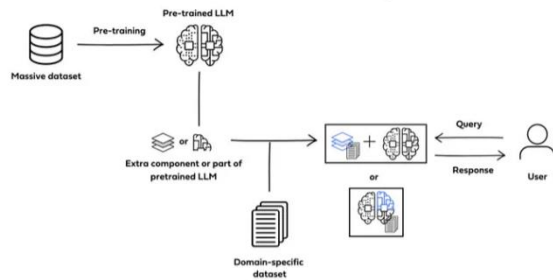 Pre-trained LLM
Pre-training
Massive dataset
or
Extra component or part of
pretrained LLM
Query
Response
User
or
Domain-specific
dataset